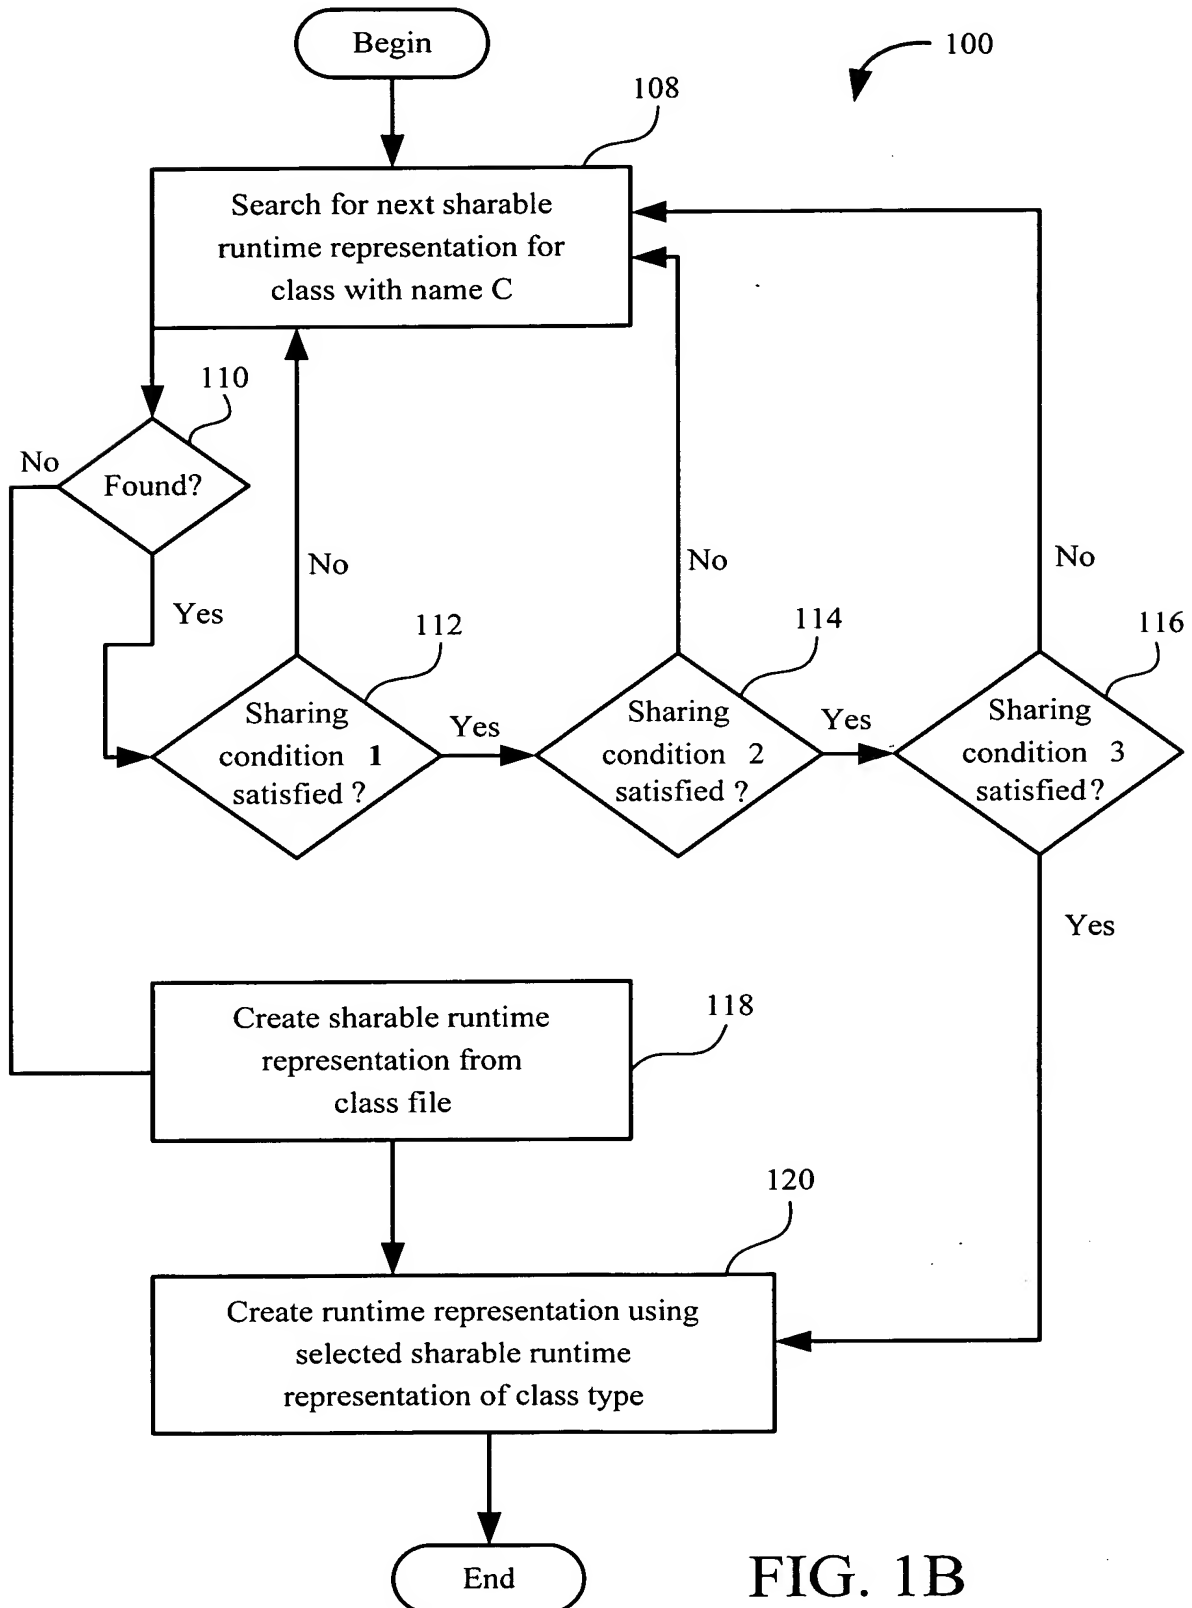 Begin
100
108
Search for next sharable
runtime representation for
class with name C
110
No
Found?
No
No
No
Yes
112
114
116
Sharing
condition 1
satisfied ?
Yes
Sharing
condition 2
satisfied ?
Yes
Sharing
condition 3
satisfied?
Yes
Create sharable runtime
representation from
class file
118
120
Create runtime representation using
selected sharable runtime
representation of class type
End
FIG. 1B